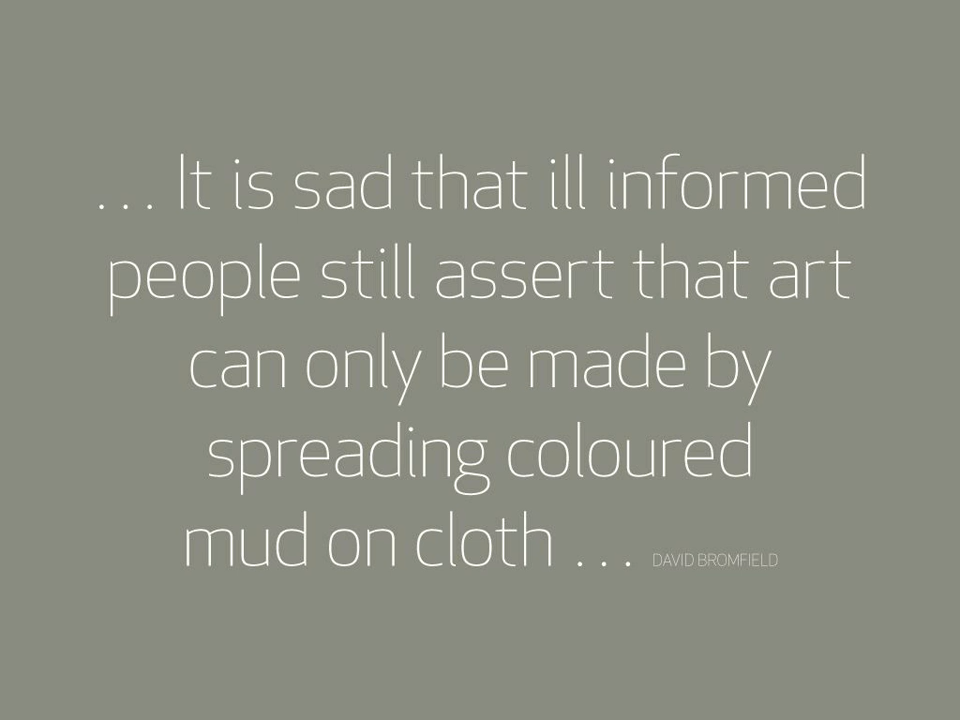 ... It is sad that ill informed
people still assert that art
can only be made by
spreading coloured
mud on cloth ... DAVID BROMFIELD